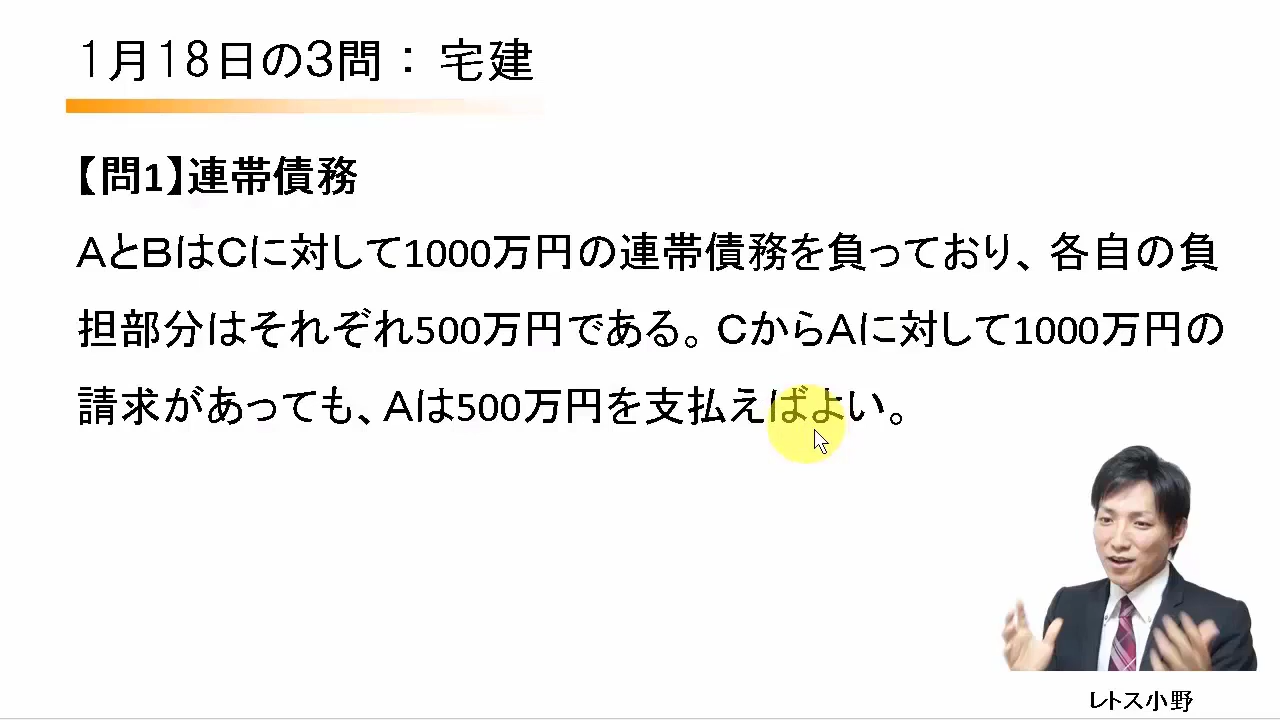 1月18日の3問：宅建
【問1】連帯債務
AとBはCに対して1000万円の連帯債務を負っており、各自の負
担部分はそれぞれ500万円である。CからAに対して1000万円の
請求があっても、Aは500万円を支払えばよい。
レトス小野